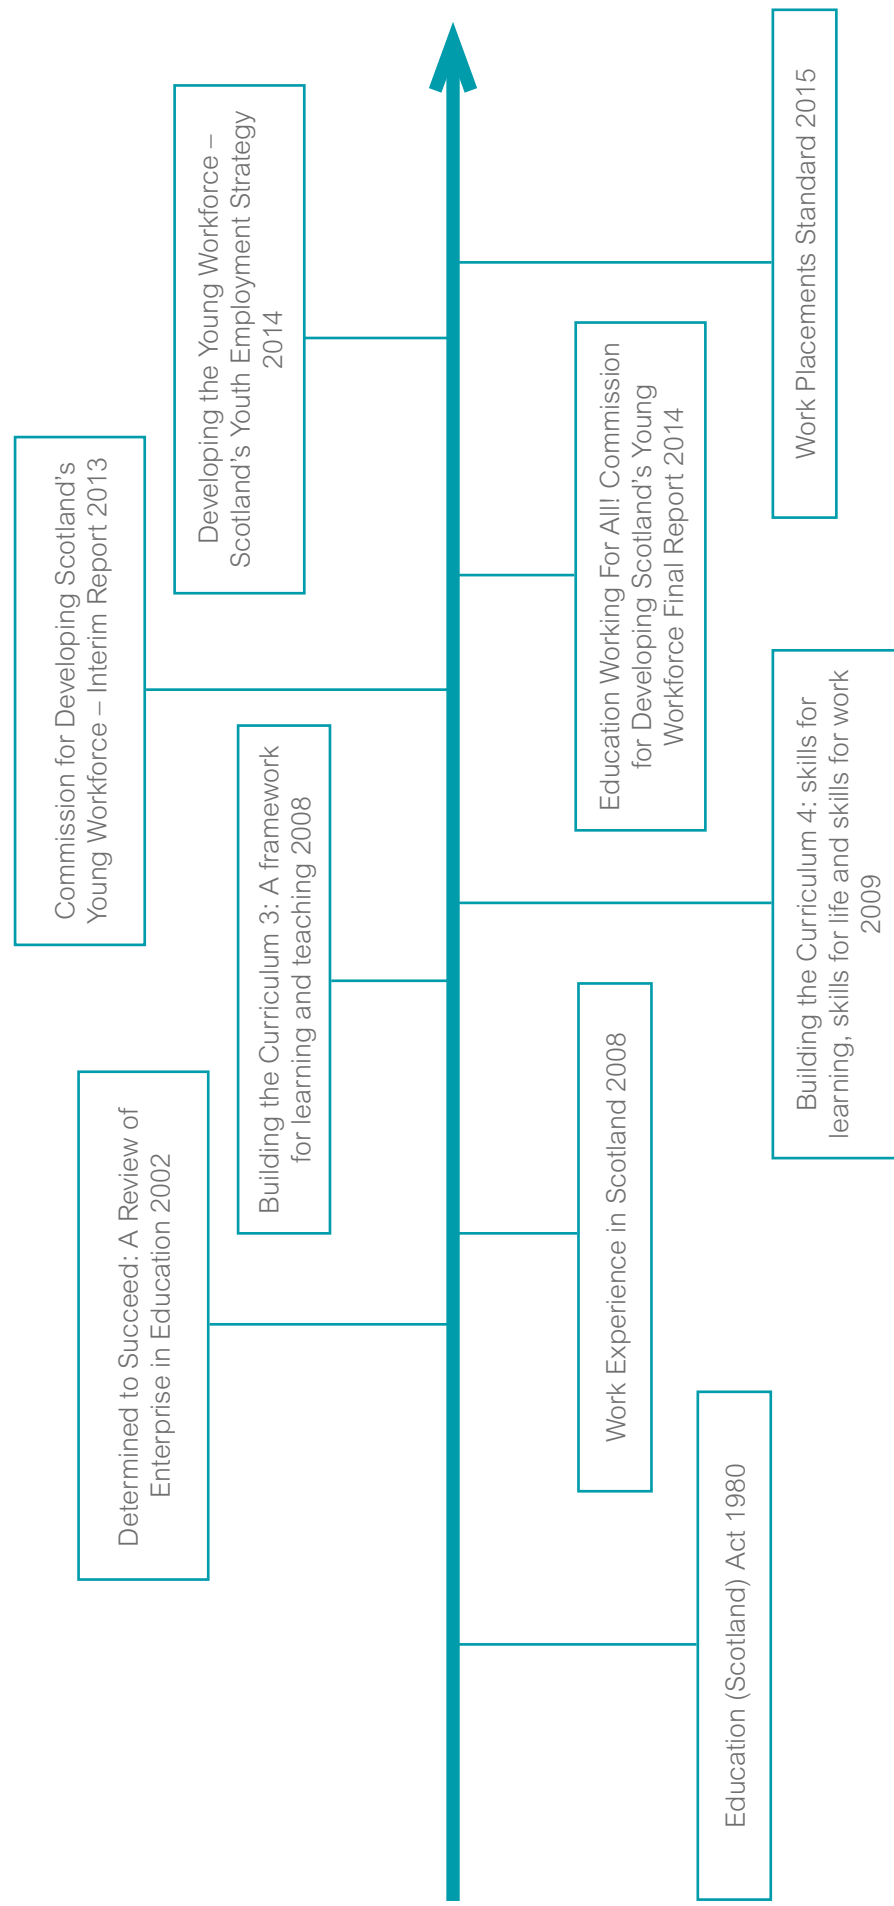 Education (Scotland) Act 1980
Determined to Succeed: A Review of
Enterprise in Education 2002
Work Experience in Scotland 2008
Building the Curriculum 3: A framework
for learning and teaching 2008
Building the Curriculum 4: skills for
learning, skills for life and skills for work
2009
Commission for Developing Scotland’s
Young Workforce – Interim Report 2013
Education Working For All! Commission
for Developing Scotland’s Young
Workforce Final Report 2014
Developing the Young Workforce –
Scotland’s Youth Employment Strategy
2014
Work Placements Standard 2015